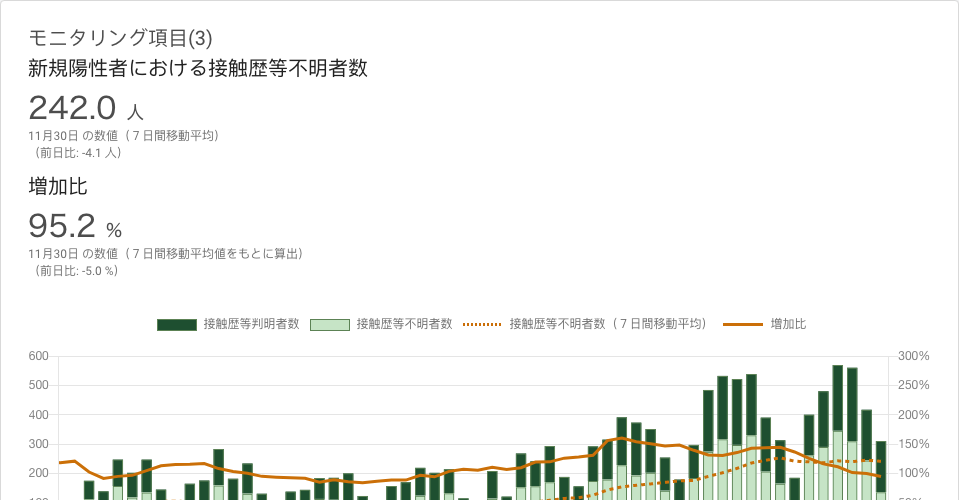 モニタリング項目(3)
新規陽性者における接触歴等不明者数
242.0 人
11月30日 の数値（７日間移動平均）
（前日比: -4.1 人）
増加比
95.2 %
11月30日 の数値（７日間移動平均値をもとに算出）
（前日比: -5.0 %）
接触歴等判明者数 接触歴等不明者数 接触歴等不明者数（７日間移動平均） 増加比
600 300%
500 250%
400 200%
300 150%
200 100%
100 50%